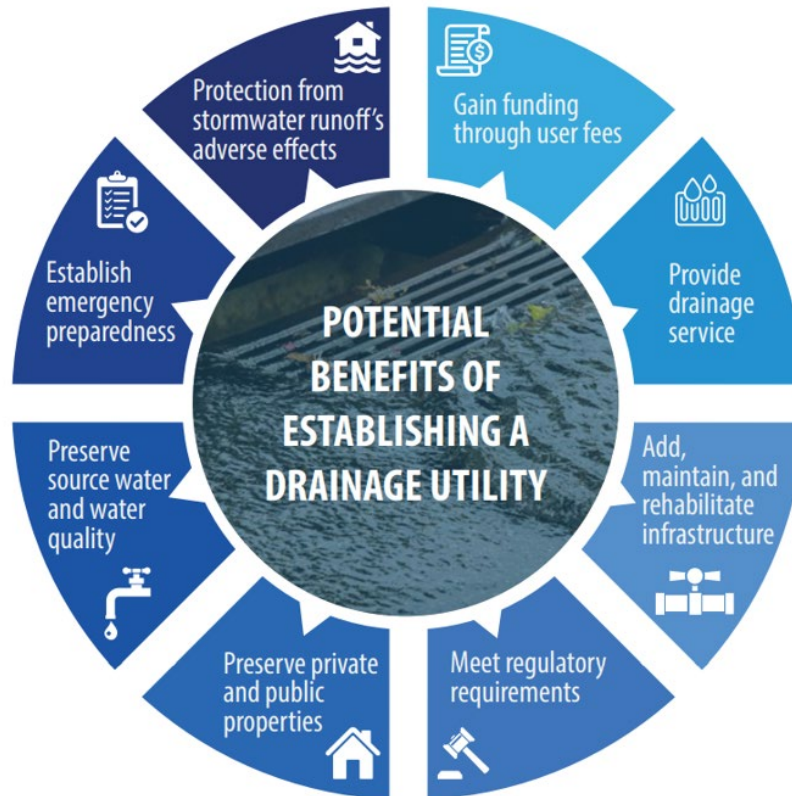 POTENTIAL
BENEFITS OF
ESTABLISHING A
DRAINAGE UTILITY
Gain funding
through user fees
Provide
drainage
service
Add,
maintain, and
rehabilitate
infrastructure
Meet regulatory
requirements
Preserve private
and public
properties
Preserve
source water
and water
quality
Establish
emergency
preparedness
Protection from
stormwater runoff's
adverse effects